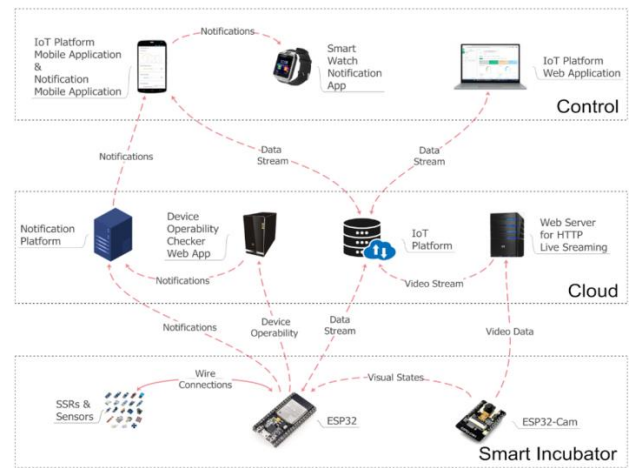 IoT Platform
Mobile Application
&
Notification
Mobile Application
Notifications
Smart
Watch
Notification
App
IoT Platform
Web Application
Control
Notifications
Data
Stream
Data
Stream
Notification
Platform
Device
Operability
Checker
Web App
IoT
Platform
Web Server
for HTTP
Live Sreaming
Notifications
Video Stream
Cloud
Notifications
Device
Operability
Data
Stream
Video Data
Wire
Connections
Visual States
SSRs &
Sensors
ESP32
ESP32-Cam
Smart Incubator